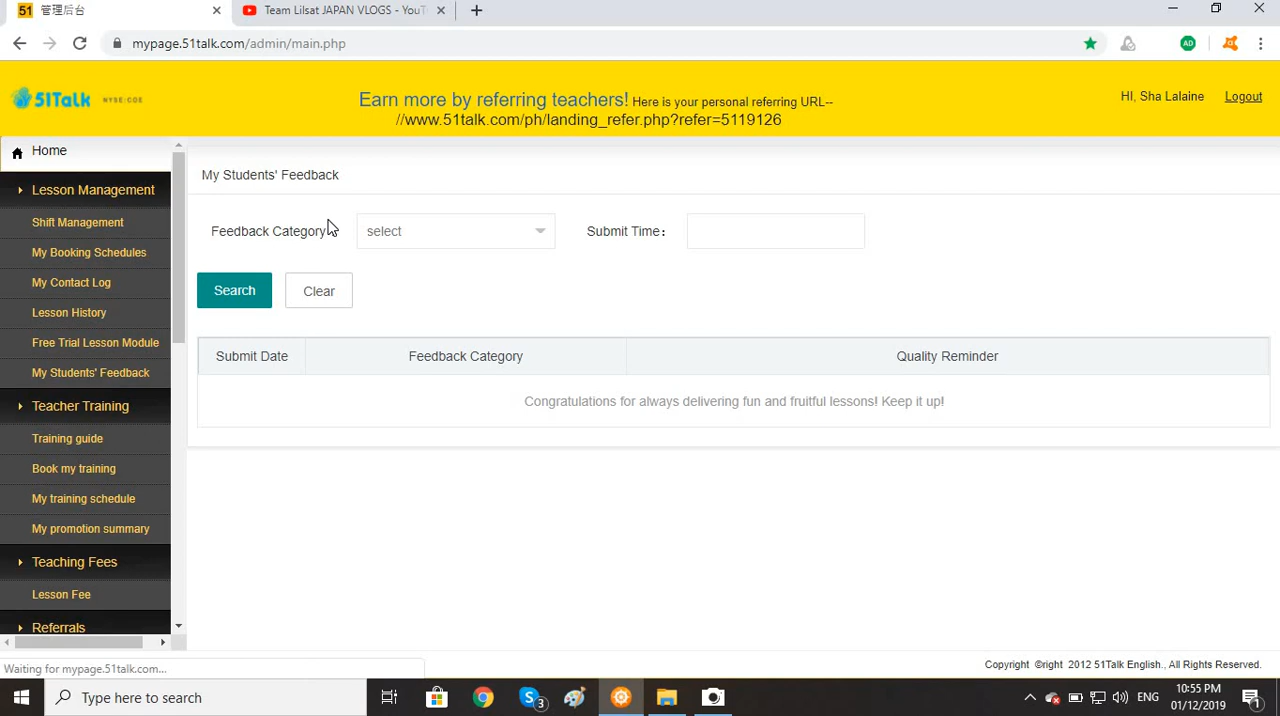 51 管理后台
Team Lilsat JAPAN VLOGS - YouT
mypage.51talk.com/admin/main.php
AD
51Talk NYSE:COE
Earn more by referring teachers! Here is your personal referring URL--
//www.51talk.com/ph/landing_refer.php?refer=5119126
HI, Sha Lalaine
Logout
Home
Lesson Management
Shift Management
My Booking Schedules
My Contact Log
Lesson History
Free Trial Lesson Module
My Students' Feedback
Teacher Training
Training guide
Book my training
My training schedule
My promotion summary
Teaching Fees
Lesson Fee
Referrals
My Students' Feedback
Feedback Category
select
Submit Time：
Search
Clear
Submit Date
Feedback Category
Quality Reminder
Congratulations for always delivering fun and fruitful lessons! Keep it up!
Waiting for mypage.51talk.com...
Copyright ©right 2012 51Talk English., All Rights Reserved.
Type here to search
3
ENG
10:55 PM
01/12/2019
1